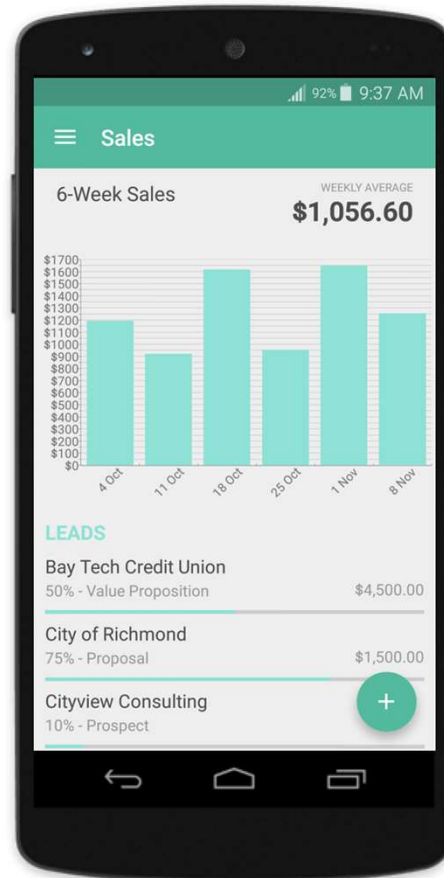 92% 9:37 AM
Sales
6-Week Sales
WEEKLY AVERAGE
$1,056.60
$1700
$1600
$1500
$1400
$1300
$1200
$1100
$1000
$900
$800
$700
$600
$500
$400
$300
$200
$100
$0
4 Oct 11 Oct 18 Oct 25 Oct 1 Nov 8 Nov
LEADS
Bay Tech Credit Union
50% - Value Proposition $4,500.00
City of Richmond
75% - Proposal $1,500.00
Cityview Consulting
10% - Prospect
+